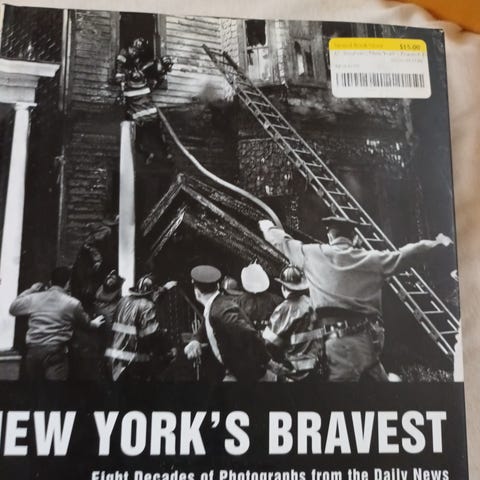 $15.00
NEW YORK'S BRAVEST
Eight Decades of Photographs from the Daily News